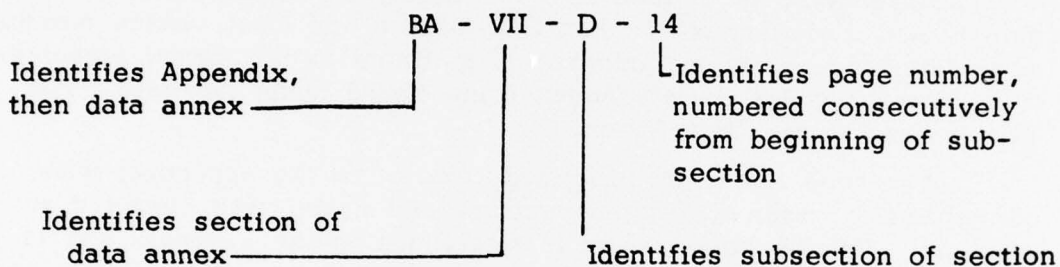 BA - VII - D - 14
Identifies Appendix,
then data annex
Identifies page number,
numbered consecutively
from beginning of sub-
section
Identifies section of
data annex
Identifies subsection of section